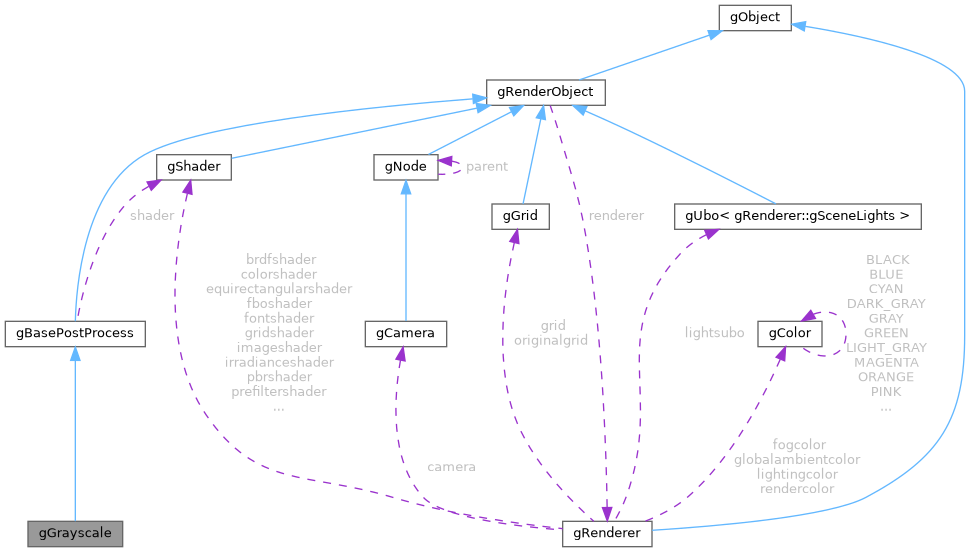 gObject
gRenderObject
gShader
gNode
parent
shader
gGrid
renderer
gUbo< gRenderer::gSceneLights >
brdfshader
colorshader
equirectangularshader
fboshader
fontshader
gridshader
imageshader
irradianceshader
pbrshader
prefiltershader
...
BLACK
BLUE
CYAN
DARK_GRAY
GRAY
GREEN
LIGHT_GRAY
MAGENTA
ORANGE
PINK
...
gBasePostProcess
gCamera
grid
originalgrid
lightsubo
gColor
camera
fogcolor
globalambientcolor
lightingcolor
rendercolor
gGrayscale
gRenderer